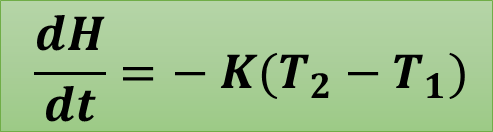 dH/dt = − K(T₂ − T₁)